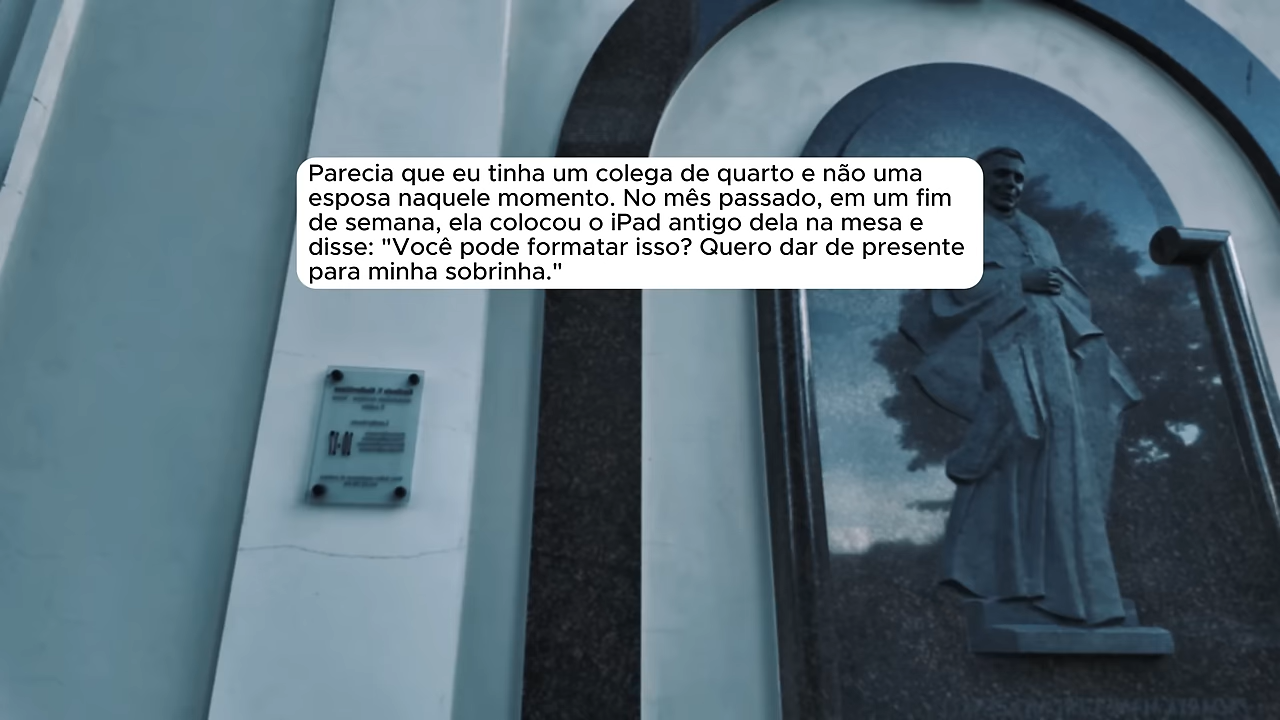 Parecia que eu tinha um colega de quarto e não uma
esposa naquele momento. No mês passado, em um fim
de semana, ela colocou o iPad antigo dela na mesa e
disse: "Você pode formatar isso? Quero dar de presente
para minha sobrinha."